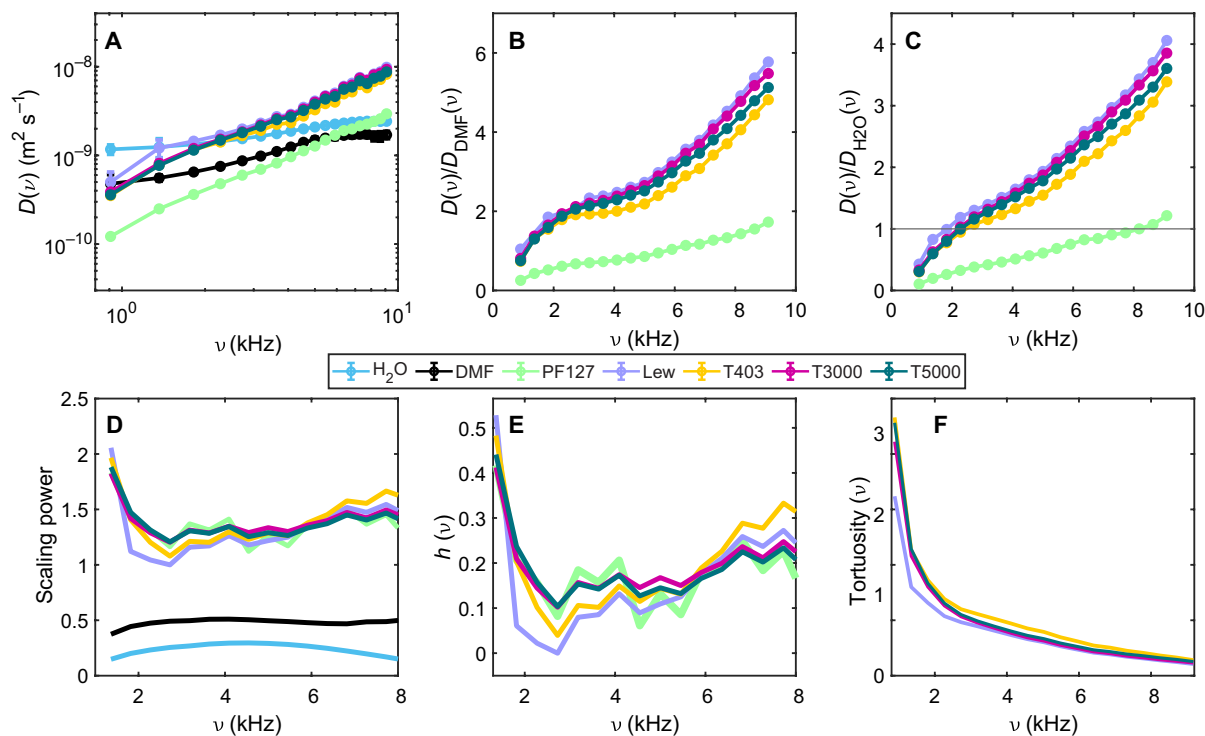 A
D(ν) (m² s⁻¹)
10⁻⁸
10⁻⁹
10⁻¹⁰
10⁰
10¹
ν (kHz)
B
D(ν)/D_DMF(ν)
6
4
2
0
0 2 4 6 8 10
ν (kHz)
C
D(ν)/D_H2O(ν)
4
3
2
1
0
0 2 4 6 8 10
ν (kHz)
H₂O DMF PF127 Lew T403 T3000 T5000
D
Scaling power
2.5
2
1.5
1
0.5
0
2 4 6 8
ν (kHz)
E
h (ν)
0.5
0.4
0.3
0.2
0.1
0
2 4 6 8
ν (kHz)
F
Tortuosity (ν)
3
2
1
0
2 4 6 8
ν (kHz)